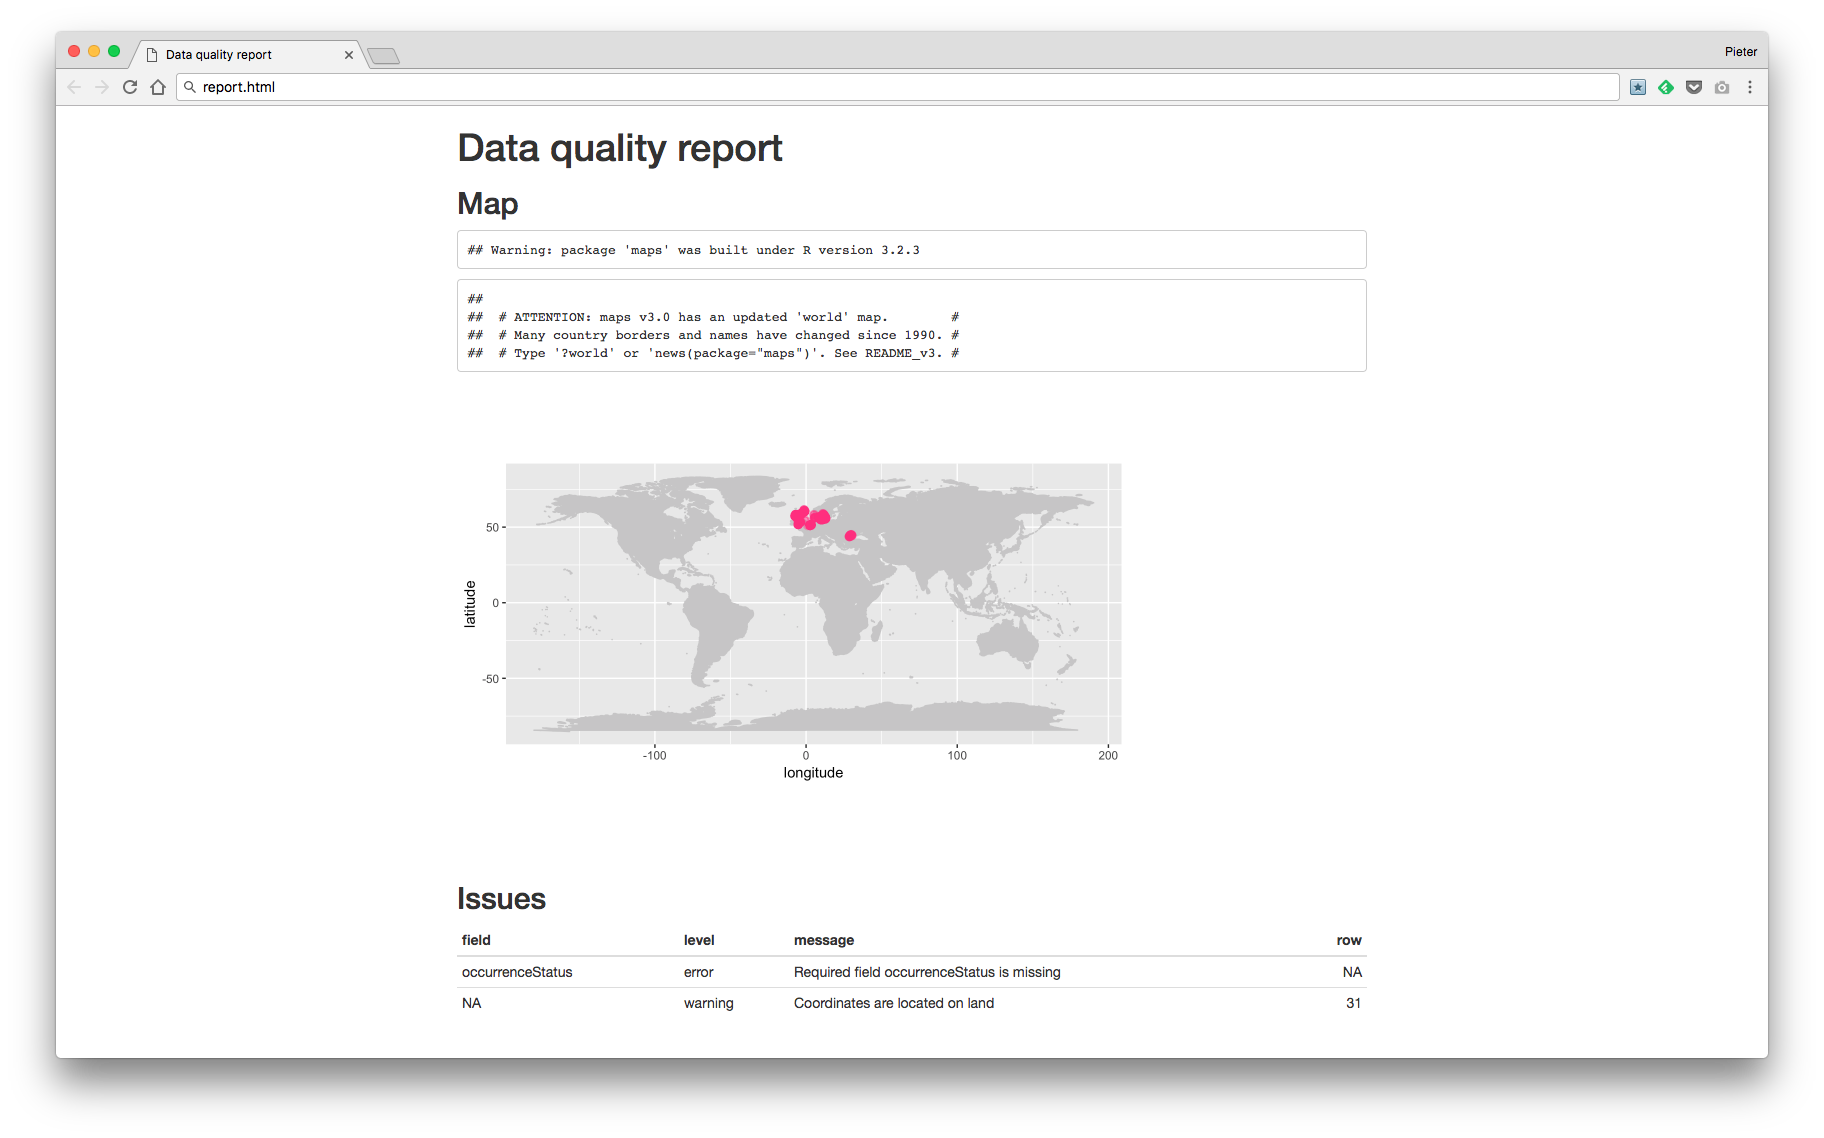 Data quality report
Pieter
report.html
Data quality report
Map
## Warning: package 'maps' was built under R version 3.2.3
##
##  # ATTENTION: maps v3.0 has an updated 'world' map.        #
##  # Many country borders and names have changed since 1990. #
##  # Type '?world' or 'news(package="maps")'. See README_v3. #
50
0
-50
latitude
-100 0 100 200
longitude
Issues
field level message row
occurrenceStatus error Required field occurrenceStatus is missing NA
NA warning Coordinates are located on land 31